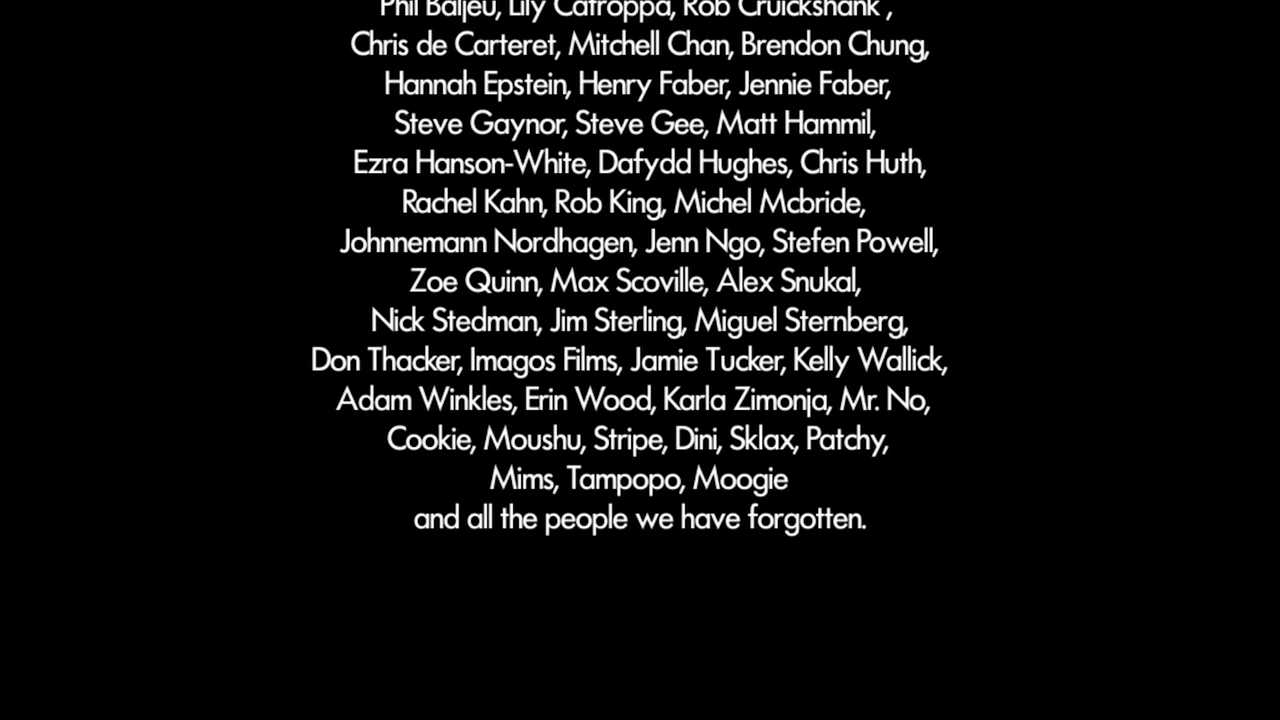 Phil Baljeu, Lily Catroppa, Rob Cruickshank ,
Chris de Carteret, Mitchell Chan, Brendon Chung,
Hannah Epstein, Henry Faber, Jennie Faber,
Steve Gaynor, Steve Gee, Matt Hammil,
Ezra Hanson-White, Dafydd Hughes, Chris Huth,
Rachel Kahn, Rob King, Michel Mcbride,
Johnnemann Nordhagen, Jenn Ngo, Stefen Powell,
Zoe Quinn, Max Scoville, Alex Snukal,
Nick Stedman, Jim Sterling, Miguel Sternberg,
Don Thacker, Imagos Films, Jamie Tucker, Kelly Wallick,
Adam Winkles, Erin Wood, Karla Zimonja, Mr. No,
Cookie, Moushu, Stripe, Dini, Sklax, Patchy,
Mims, Tampopo, Moogie
and all the people we have forgotten.